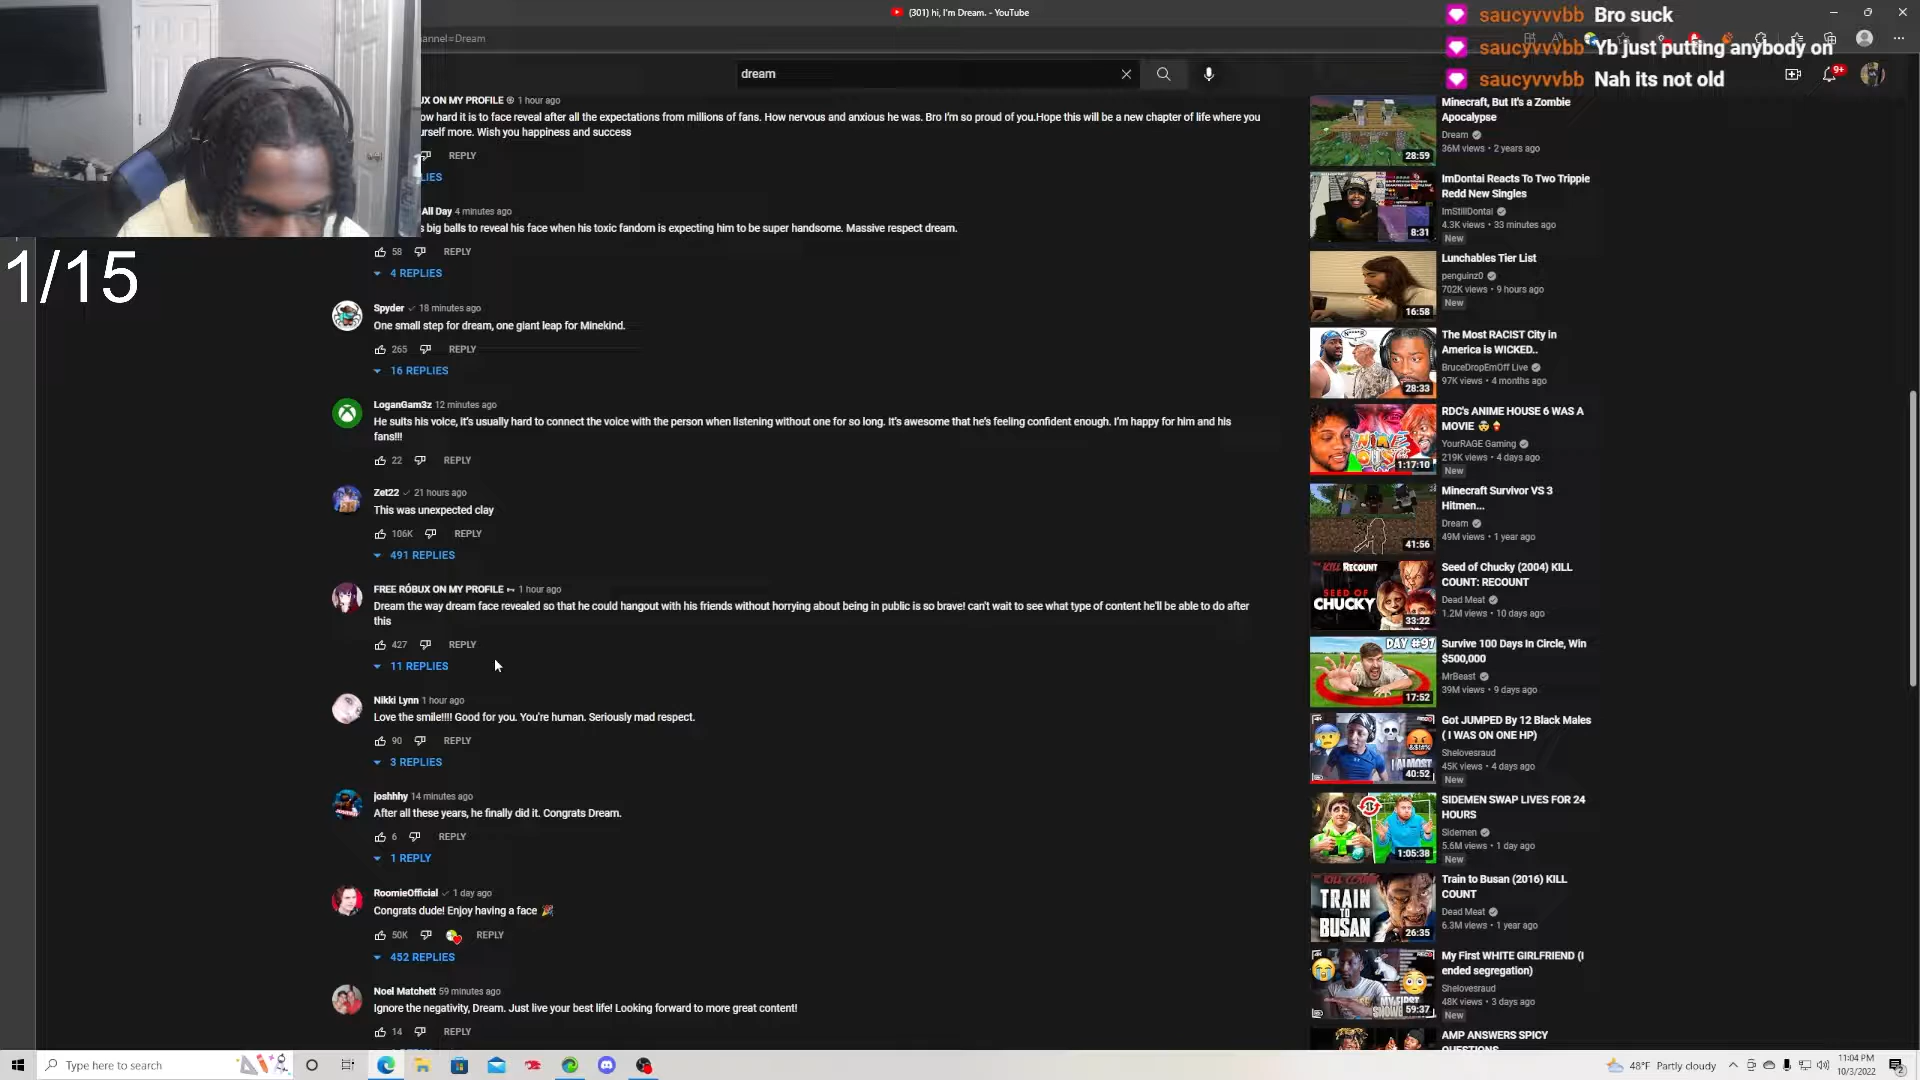 (301) hi, I'm Dream. - YouTube
annel=Dream
dream
saucyvvvbb Bro suck
saucyvvvbb Yb just putting anybody on
saucyvvvbb Nah its not old
9+
1/15
UX ON MY PROFILE 1 hour ago
ow hard it is to face reveal after all the expectations from millions of fans. How nervous and anxious he was. Bro I'm so proud of you.Hope this will be a new chapter of life where you
urself more. Wish you happiness and success
REPLY
LIES
All Day 4 minutes ago
s big balls to reveal his face when his toxic fandom is expecting him to be super handsome. Massive respect dream.
58 REPLY
4 REPLIES
Spyder 18 minutes ago
One small step for dream, one giant leap for Minekind.
265 REPLY
16 REPLIES
LoganGam3z 12 minutes ago
He suits his voice, it's usually hard to connect the voice with the person when listening without one for so long. It's awesome that he's feeling confident enough. I'm happy for him and his
fans!!!
22 REPLY
Zet22 21 hours ago
This was unexpected clay
106K REPLY
491 REPLIES
FREE RÓBUX ON MY PROFILE 1 hour ago
Dream the way dream face revealed so that he could hangout with his friends without horrying about being in public is so brave! can't wait to see what type of content he'll be able to do after
this
427 REPLY
11 REPLIES
Nikki Lynn 1 hour ago
Love the smile!!!! Good for you. You're human. Seriously mad respect.
90 REPLY
3 REPLIES
joshhhy 14 minutes ago
After all these years, he finally did it. Congrats Dream.
6 REPLY
1 REPLY
RoomieOfficial 1 day ago
Congrats dude! Enjoy having a face 🎉
50K REPLY
452 REPLIES
Noel Matchett 59 minutes ago
Ignore the negativity, Dream. Just live your best life! Looking forward to more great content!
14 REPLY
28:59
Minecraft, But It's a Zombie
Apocalypse
Dream
36M views • 2 years ago
8:31
ImDontai Reacts To Two Trippie
Redd New Singles
ImStillDontai
4.3K views • 33 minutes ago
New
16:58
Lunchables Tier List
penguinz0
702K views • 9 hours ago
New
28:33
The Most RACIST City in
America is WICKED..
BruceDropEmOff Live
97K views • 4 months ago
1:17:10
RDC's ANIME HOUSE 6 WAS A
MOVIE 🤯🍿
YourRAGE Gaming
219K views • 4 days ago
New
41:56
Minecraft Survivor VS 3
Hitmen...
Dream
49M views • 1 year ago
KILL RECOUNT
SEED OF
CHUCKY
33:22
Seed of Chucky (2004) KILL
COUNT: RECOUNT
Dead Meat
1.2M views • 10 days ago
DAY #97
17:52
Survive 100 Days In Circle, Win
$500,000
MrBeast
39M views • 9 days ago
I ALMOST
40:52
Got JUMPED By 12 Black Males
( I WAS ON ONE HP)
Shelovesraud
45K views • 4 days ago
New
1:05:38
SIDEMEN SWAP LIVES FOR 24
HOURS
Sidemen
5.6M views • 1 day ago
New
KILL COUNT
TRAIN
TO
BUSAN
26:35
Train to Busan (2016) KILL
COUNT
Dead Meat
6.3M views • 1 year ago
59:37
My First WHITE GIRLFRIEND (I
ended segregation)
Shelovesraud
48K views • 3 days ago
New
AMP ANSWERS SPICY
QUESTIONS
Type here to search
48°F Partly cloudy
11:04 PM
10/3/2022
2